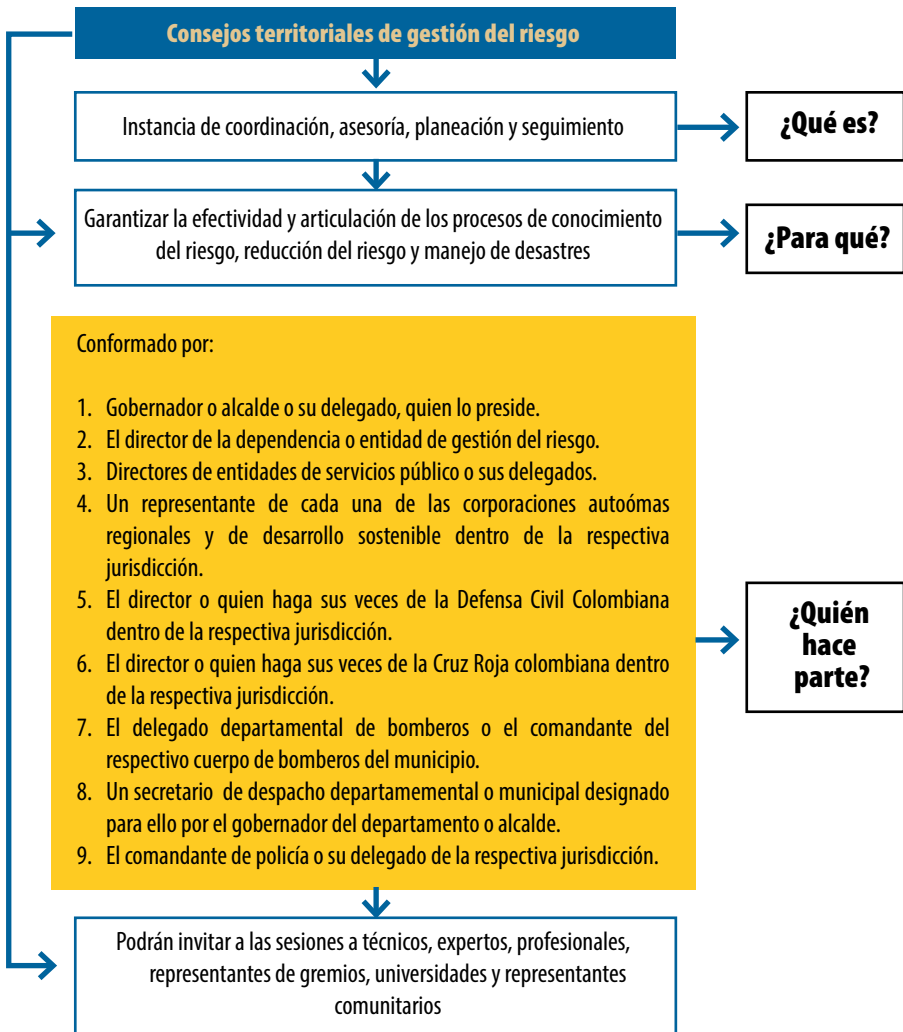 Consejos territoriales de gestión del riesgo
Instancia de coordinación, asesoría, planeación y seguimiento
¿Qué es?
Garantizar la efectividad y articulación de los procesos de conocimiento
del riesgo, reducción del riesgo y manejo de desastres
¿Para qué?
Conformado por:
1. Gobernador o alcalde o su delegado, quien lo preside.
2. El director de la dependencia o entidad de gestión del riesgo.
3. Directores de entidades de servicios público o sus delegados.
4. Un representante de cada una de las corporaciones autoómas
regionales y de desarrollo sostenible dentro de la respectiva
jurisdicción.
5. El director o quien haga sus veces de la Defensa Civil Colombiana
dentro de la respectiva jurisdicción.
6. El director o quien haga sus veces de la Cruz Roja colombiana dentro
de la respectiva jurisdicción.
7. El delegado departamental de bomberos o el comandante del
respectivo cuerpo de bomberos del municipio.
8. Un secretario de despacho departamemental o municipal designado
para ello por el gobernador del departamento o alcalde.
9. El comandante de policía o su delegado de la respectiva jurisdicción.
¿Quién
hace
parte?
Podrán invitar a las sesiones a técnicos, expertos, profesionales,
representantes de gremios, universidades y representantes
comunitarios